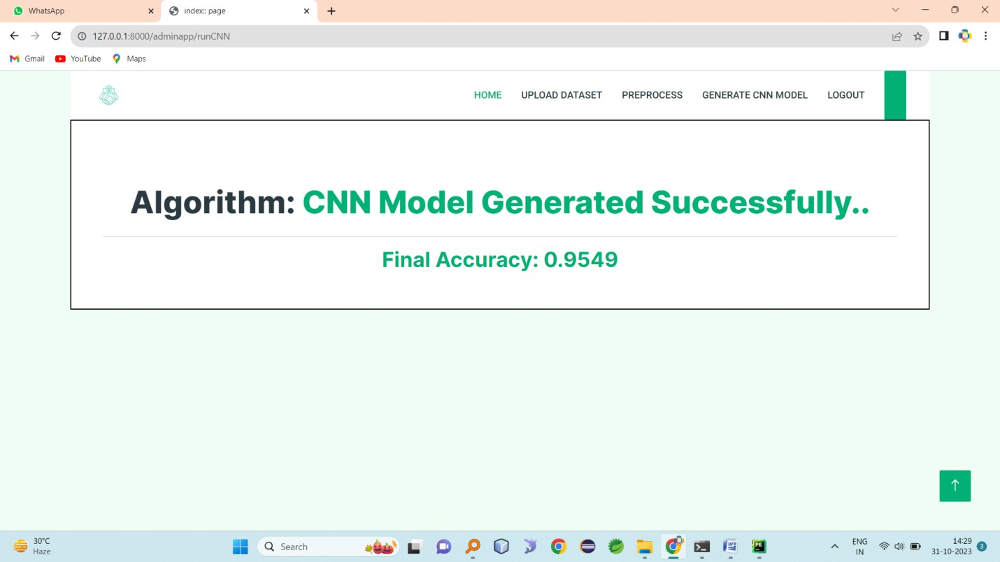 WhatsApp
index:: page
127.0.0.1:8000/adminapp/runCNN
Gmail YouTube Maps
HOME UPLOAD DATASET PREPROCESS GENERATE CNN MODEL LOGOUT
Algorithm: CNN Model Generated Successfully..
Final Accuracy: 0.9549
30°C
Haze
Search
ENG
IN
14:29
31-10-2023
3